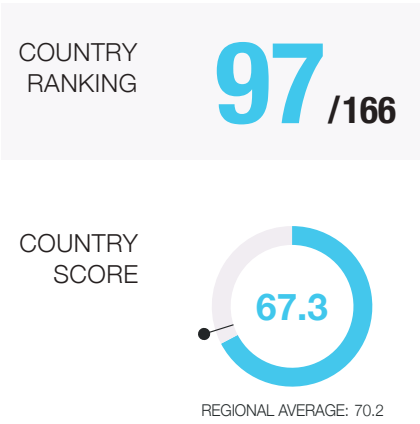 COUNTRY
RANKING
97/166
COUNTRY
SCORE
67.3
REGIONAL AVERAGE: 70.2